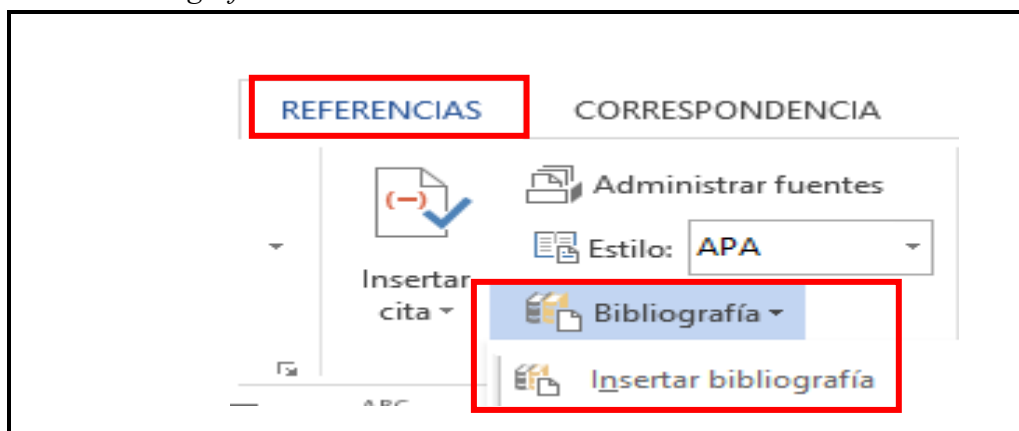 REFERENCIAS CORRESPONDENCIA
(—)
Administrar fuentes
Estilo: APA
Insertar
cita
Bibliografía
Insertar bibliografía